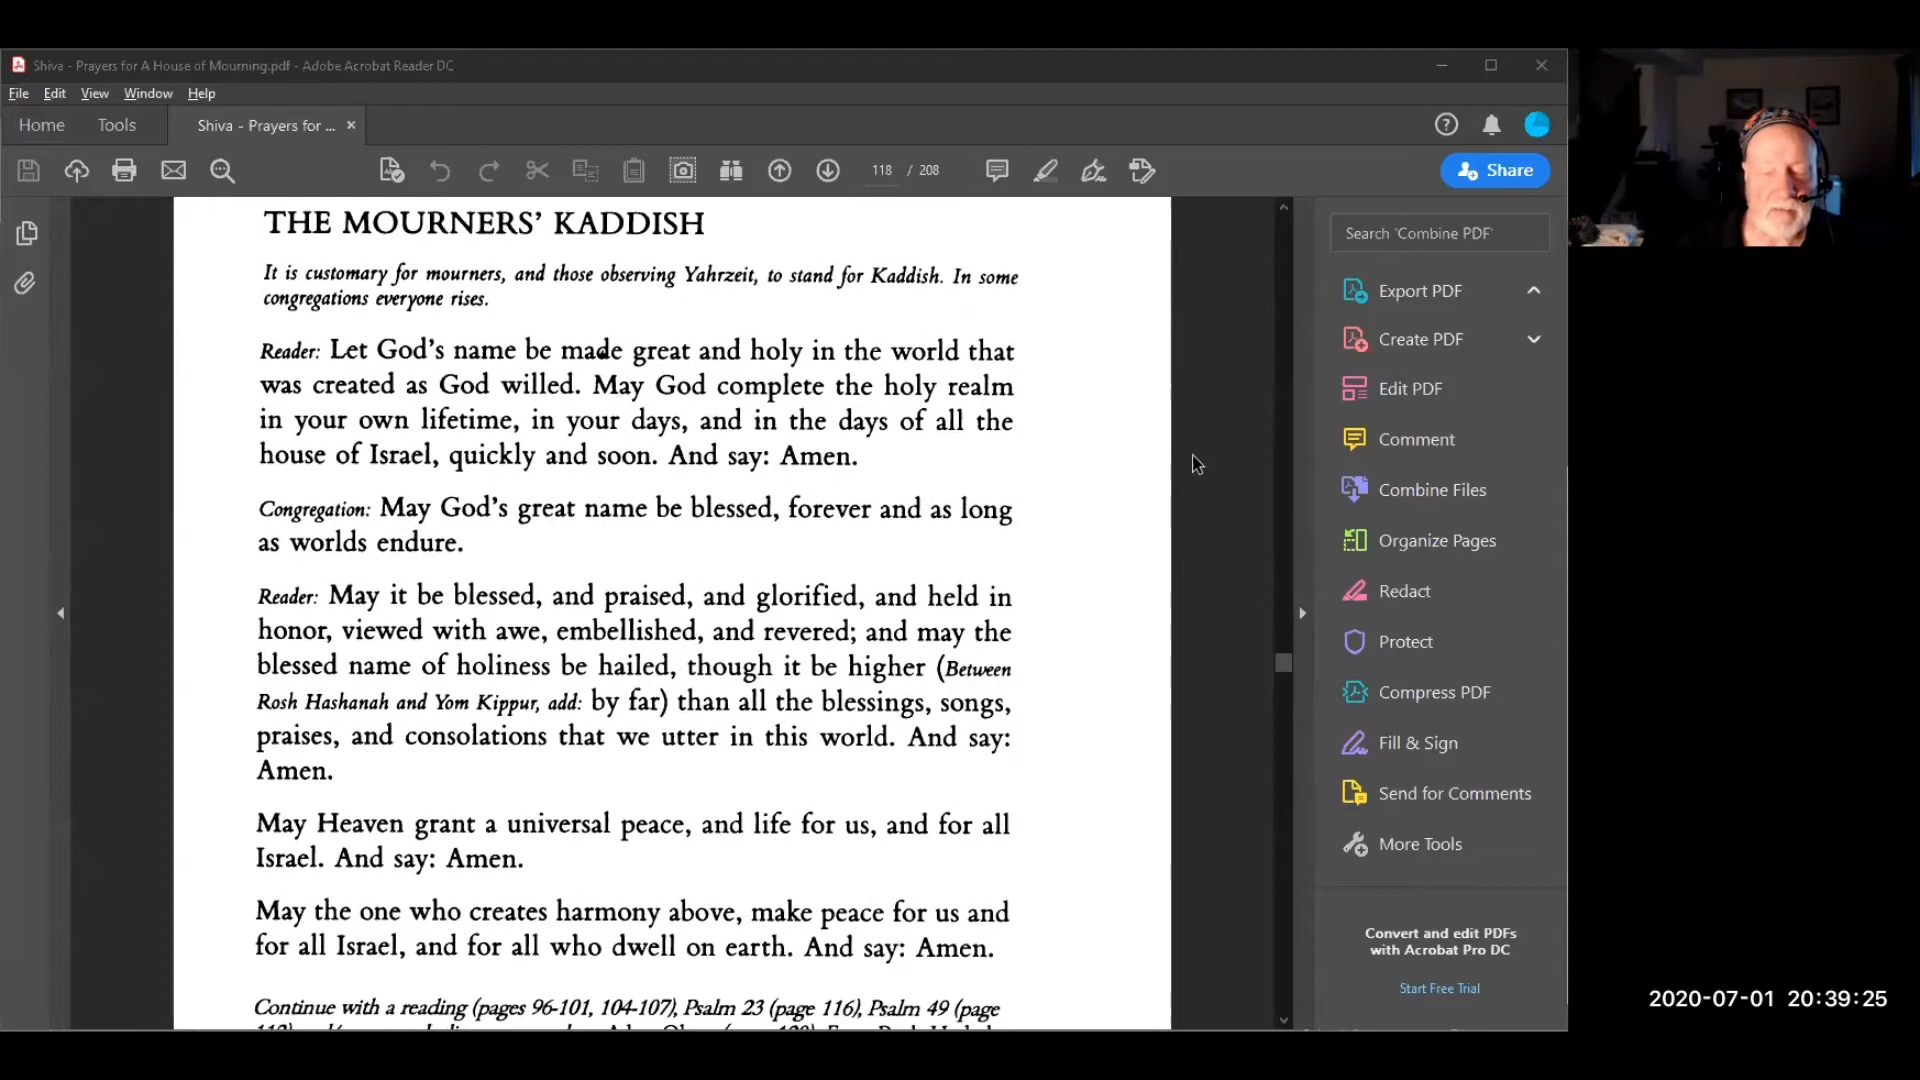 Shiva - Prayers for A House of Mourning.pdf - Adobe Acrobat Reader DC
File Edit View Window Help
Home Tools Shiva - Prayers for ... ×
118 / 208
Share
THE MOURNERS’ KADDISH
It is customary for mourners, and those observing Yahrzeit, to stand for Kaddish. In some
congregations everyone rises.
Reader: Let God’s name be made great and holy in the world that
was created as God willed. May God complete the holy realm
in your own lifetime, in your days, and in the days of all the
house of Israel, quickly and soon. And say: Amen.
Congregation: May God’s great name be blessed, forever and as long
as worlds endure.
Reader: May it be blessed, and praised, and glorified, and held in
honor, viewed with awe, embellished, and revered; and may the
blessed name of holiness be hailed, though it be higher (Between
Rosh Hashanah and Yom Kippur, add: by far) than all the blessings, songs,
praises, and consolations that we utter in this world. And say:
Amen.
May Heaven grant a universal peace, and life for us, and for all
Israel. And say: Amen.
May the one who creates harmony above, make peace for us and
for all Israel, and for all who dwell on earth. And say: Amen.
Continue with a reading (pages 96-101, 104-107), Psalm 23 (page 116), Psalm 49 (page
Search 'Combine PDF'
Export PDF
Create PDF
Edit PDF
Comment
Combine Files
Organize Pages
Redact
Protect
Compress PDF
Fill & Sign
Send for Comments
More Tools
Convert and edit PDFs
with Acrobat Pro DC
Start Free Trial
2020-07-01 20:39:25